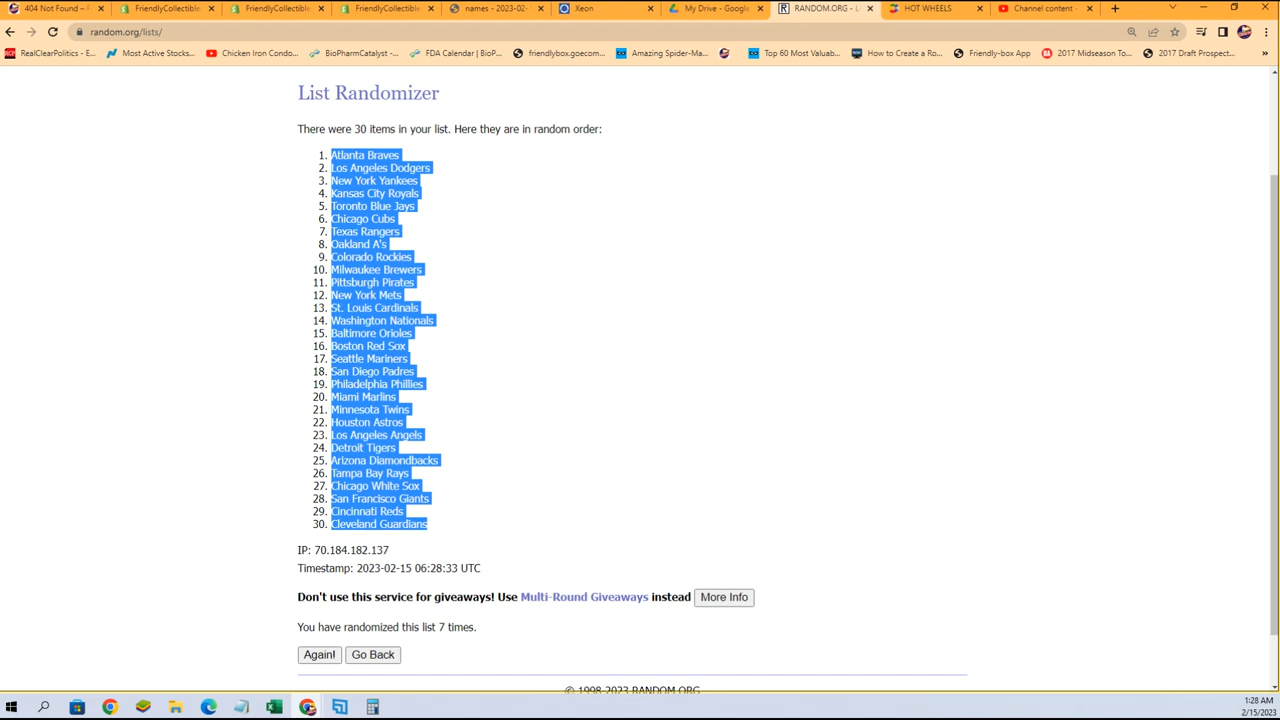 404 Not Found –
FriendlyCollectibles
FriendlyCollectible
FriendlyCollectible
names - 2023-02-
Xeon
My Drive - Google
RANDOM.ORG - L
HOT WHEELS
Channel content -
random.org/lists/
RealClearPolitics - E...
Most Active Stocks...
Chicken Iron Condo...
BioPharmCatalyst -...
FDA Calendar | BioP...
friendlybox.goecom...
Amazing Spider-Ma...
Top 60 Most Valuab...
How to Create a Ro...
Friendly-box App
2017 Midseason To...
2017 Draft Prospect...
List Randomizer
There were 30 items in your list. Here they are in random order:
1. Atlanta Braves
2. Los Angeles Dodgers
3. New York Yankees
4. Kansas City Royals
5. Toronto Blue Jays
6. Chicago Cubs
7. Texas Rangers
8. Oakland A's
9. Colorado Rockies
10. Milwaukee Brewers
11. Pittsburgh Pirates
12. New York Mets
13. St. Louis Cardinals
14. Washington Nationals
15. Baltimore Orioles
16. Boston Red Sox
17. Seattle Mariners
18. San Diego Padres
19. Philadelphia Phillies
20. Miami Marlins
21. Minnesota Twins
22. Houston Astros
23. Los Angeles Angels
24. Detroit Tigers
25. Arizona Diamondbacks
26. Tampa Bay Rays
27. Chicago White Sox
28. San Francisco Giants
29. Cincinnati Reds
30. Cleveland Guardians
IP: 70.184.182.137
Timestamp: 2023-02-15 06:28:33 UTC
Don't use this service for giveaways! Use Multi-Round Giveaways instead More Info
You have randomized this list 7 times.
Again! Go Back
© 1998-2023 RANDOM.ORG
1:28 AM
2/15/2023